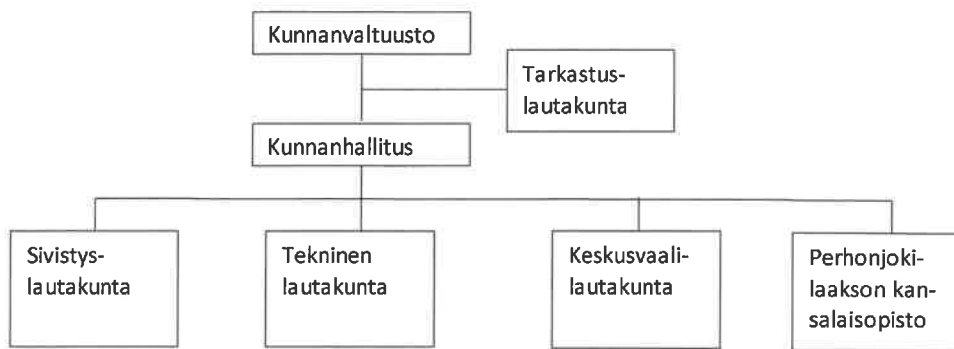 Kunnanvaltuusto
Tarkastus-
lautakunta
Kunnanhallitus
Sivistys-
lautakunta
Tekninen
lautakunta
Keskusvaali-
lautakunta
Perhonjoki-
laakson kan-
salaisopisto